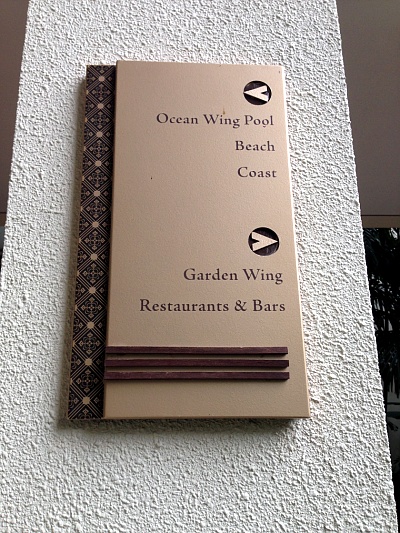 Ocean Wing Pool
Beach
Coast
Garden Wing
Restaurants & Bars